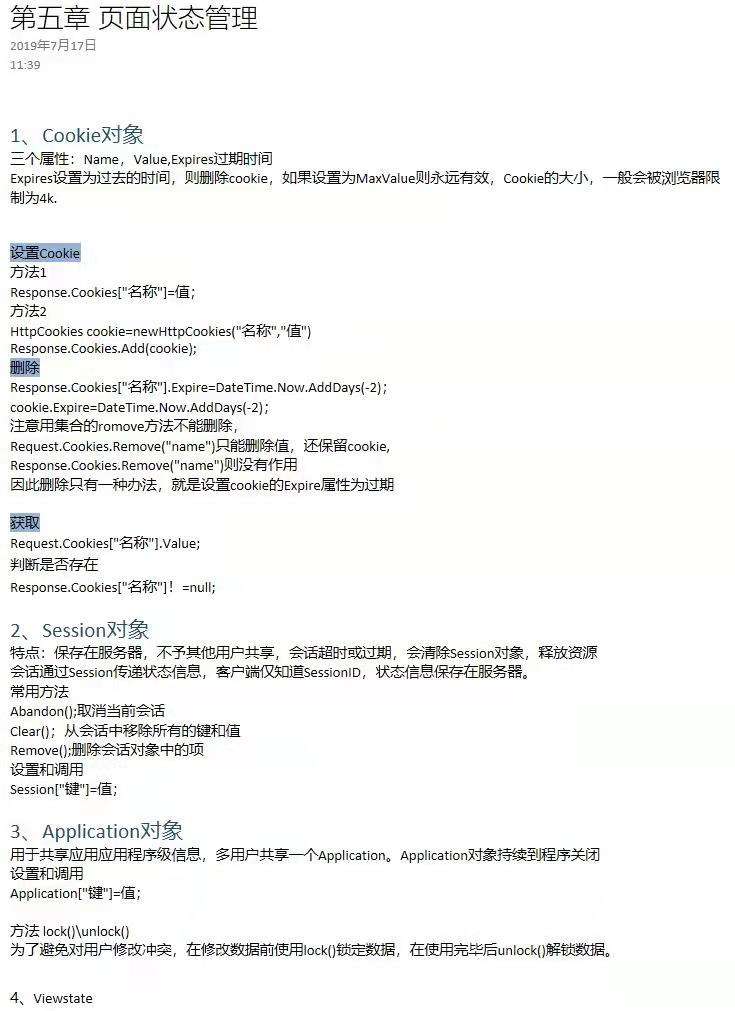 第五章 页面状态管理
2019年7月17日
11:39
1、Cookie对象
三个属性：Name，Value,Expires过期时间
Expires设置为过去的时间，则删除cookie，如果设置为MaxValue则永远有效，Cookie的大小，一般会被浏览器限
制为4k.
设置Cookie
方法1
Response.Cookies["名称"]=值；
方法2
HttpCookies cookie=newHttpCookies("名称","值")
Response.Cookies.Add(cookie);
删除
Response.Cookies["名称"].Expire=DateTime.Now.AddDays(-2)；
cookie.Expire=DateTime.Now.AddDays(-2)；
注意用集合的romove方法不能删除，
Request.Cookies.Remove("name")只能删除值，还保留cookie,
Response.Cookies.Remove("name")则没有作用
因此删除只有一种办法，就是设置cookie的Expire属性为过期
获取
Request.Cookies["名称"].Value;
判断是否存在
Response.Cookies["名称"]！=null;
2、Session对象
特点：保存在服务器，不予其他用户共享，会话超时或过期，会清除Session对象，释放资源
会话通过Session传递状态信息，客户端仅知道SessionID，状态信息保存在服务器。
常用方法
Abandon();取消当前会话
Clear()；从会话中移除所有的键和值
Remove();删除会话对象中的项
设置和调用
Session["键"]=值；
3、Application对象
用于共享应用应用程序级信息，多用户共享一个Application。Application对象持续到程序关闭
设置和调用
Application["键"]=值；
方法 lock()\unlock()
为了避免对用户修改冲突，在修改数据前使用lock()锁定数据，在使用完毕后unlock()解锁数据。
4、Viewstate